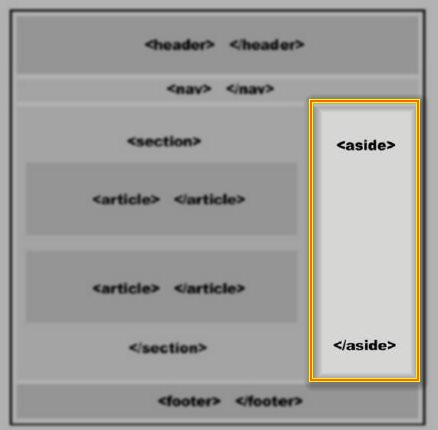 <header> </header>
<nav> </nav>
<section>
<article> </article>
<article> </article>
</section>
<aside>
</aside>
<footer> </footer>